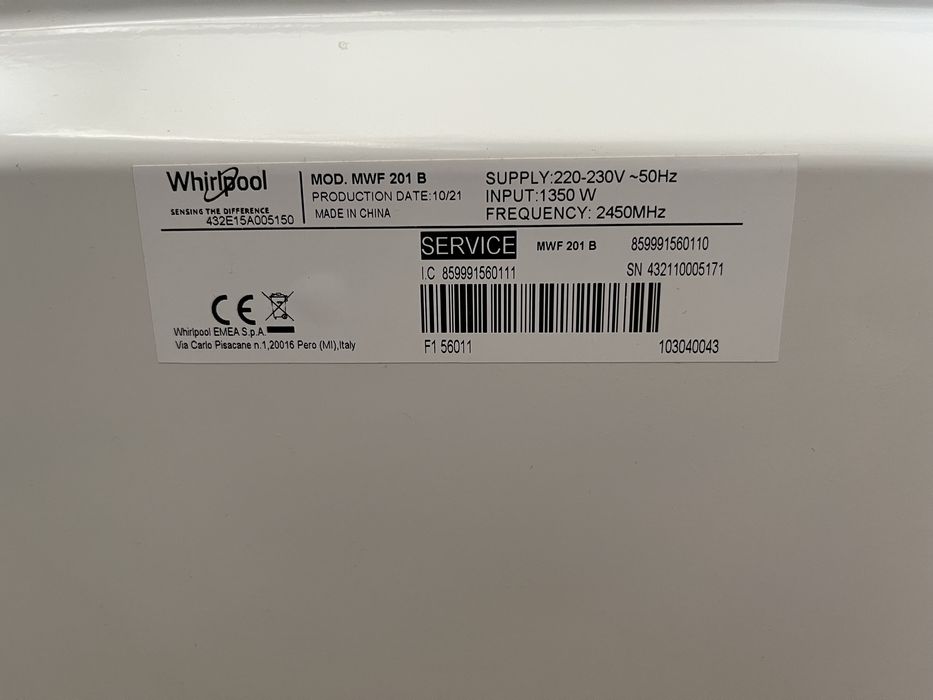 Whirlpool
SENSING THE DIFFERENCE
432E15A005150
MOD. MWF 201 B
PRODUCTION DATE:10/21
MADE IN CHINA
SUPPLY:220-230V ~50Hz
INPUT:1350 W
FREQUENCY: 2450MHz
SERVICE MWF 201 B 859991560110
I.C 859991560111 SN 432110005171
CE
Whirlpool EMEA S.p.A.
Via Carlo Pisacane n.1,20016 Pero (MI),Italy
F1 56011 103040043